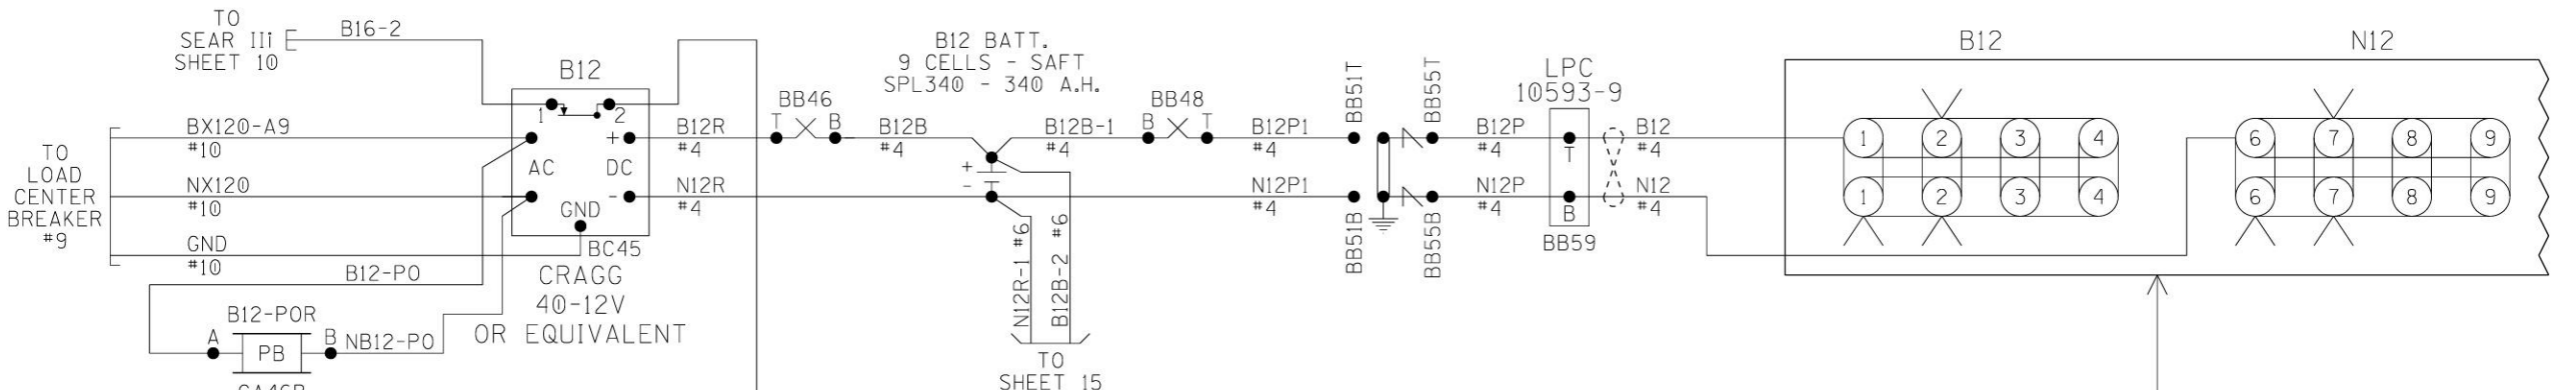 TO
SEAR IIi
SHEET 10
B16-2
B12
1
2
BX120-A9
#10
TO
LOAD
CENTER
BREAKER
#9
NX120
#10
GND
#10
AC
DC
+
-
GND
BC45
CRAGG
40-12V
OR EQUIVALENT
B12-PO
B12-POR
A
PB
B
NB12-PO
B12R
#4
N12R
#4
BB46
T
B
B12 BATT.
9 CELLS - SAFT
SPL340 - 340 A.H.
B12B
#4
B12B-1
#4
+
-
N12R-1 #6
B12B-2 #6
TO
SHEET 15
BB48
B
T
B12P1
#4
N12P1
#4
BB51T
BB51B
BB55T
BB55B
B12P
#4
N12P
#4
LPC
10593-9
T
B
BB59
B12
#4
N12
#4
B12
N12
1 2 3 4
1 2 3 4
6 7 8 9
6 7 8 9